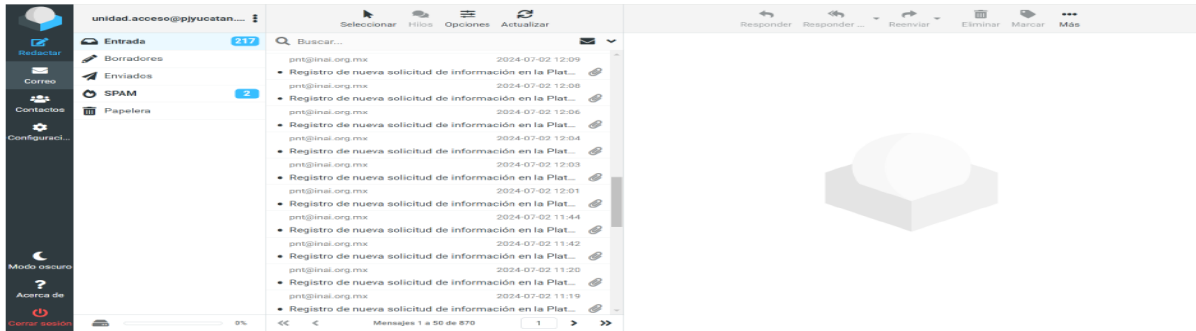 unidad.acceso@pjyucatan....
Seleccionar Hilos Opciones Actualizar
Responder Responder ... Reenviar Eliminar Marcar Más
Redactar
Correo
Contactos
Configuraci...
Modo oscuro
Acerca de
Cerrar sesión
Entrada 217
Borradores
Enviados
SPAM 2
Papelera
0%
Buscar...
pnt@inai.org.mx 2024-07-02 12:09
• Registro de nueva solicitud de información en la Plat...
pnt@inai.org.mx 2024-07-02 12:08
• Registro de nueva solicitud de información en la Plat...
pnt@inai.org.mx 2024-07-02 12:06
• Registro de nueva solicitud de información en la Plat...
pnt@inai.org.mx 2024-07-02 12:04
• Registro de nueva solicitud de información en la Plat...
pnt@inai.org.mx 2024-07-02 12:03
• Registro de nueva solicitud de información en la Plat...
pnt@inai.org.mx 2024-07-02 12:01
• Registro de nueva solicitud de información en la Plat...
pnt@inai.org.mx 2024-07-02 11:44
• Registro de nueva solicitud de información en la Plat...
pnt@inai.org.mx 2024-07-02 11:42
• Registro de nueva solicitud de información en la Plat...
pnt@inai.org.mx 2024-07-02 11:20
• Registro de nueva solicitud de información en la Plat...
pnt@inai.org.mx 2024-07-02 11:19
• Registro de nueva solicitud de información en la Plat...
Mensajes 1 a 50 de 870 1